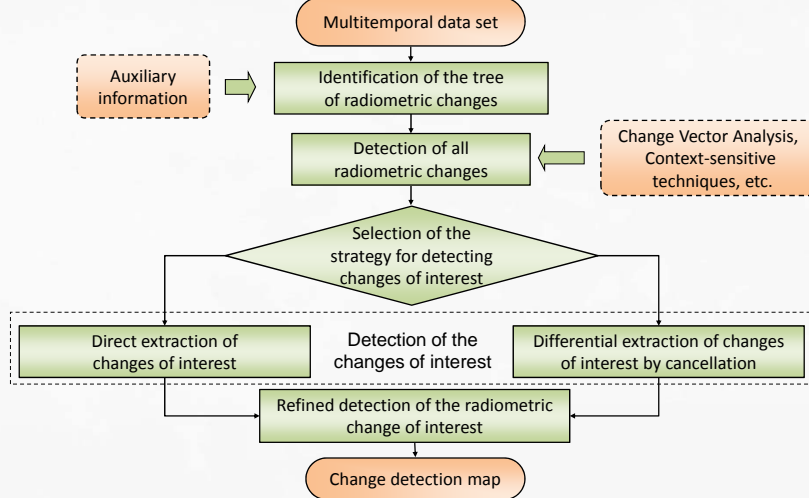 Multitemporal data set
Auxiliary
information
Identification of the tree
of radiometric changes
Detection of all
radiometric changes
Change Vector Analysis,
Context-sensitive
techniques, etc.
Selection of the
strategy for detecting
changes of interest
Direct extraction of
changes of interest
Detection of the
changes of interest
Differential extraction of changes
of interest by cancellation
Refined detection of the radiometric
change of interest
Change detection map